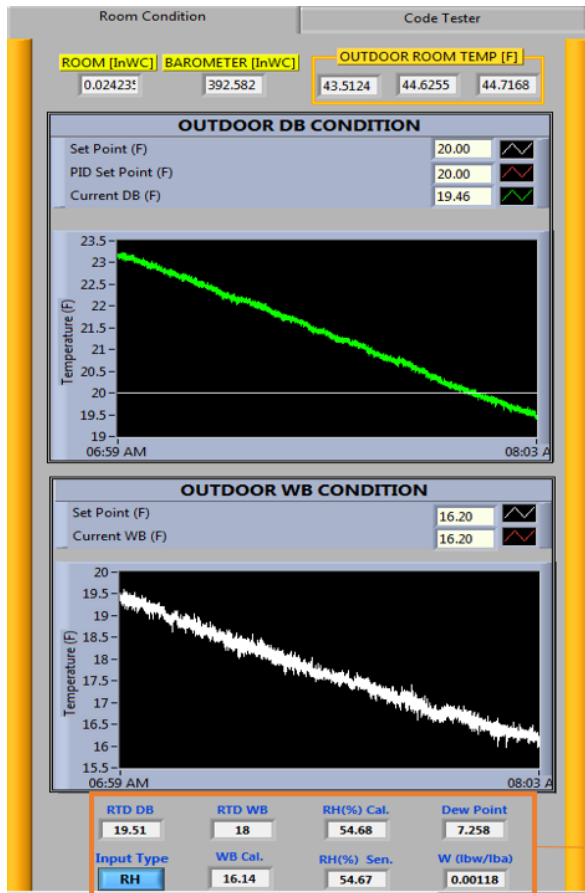 Room Condition Code Tester
ROOM [InWC] BAROMETER [InWC] OUTDOOR ROOM TEMP [F]
0.02423 392.582 43.5124 44.6255 44.7168
OUTDOOR DB CONDITION
Set Point (F) 20.00
PID Set Point (F) 20.00
Current DB (F) 19.46
Temperature (F)
23.5
23
22.5
22
21.5
21
20.5
20
19.5
19
06:59 AM 08:03 A
OUTDOOR WB CONDITION
Set Point (F) 16.20
Current WB (F) 16.20
Temperature (F)
20
19.5
19
18.5
18
17.5
17
16.5
16
15.5
06:59 AM 08:03 A
RTD DB RTD WB RH(%) Cal. Dew Point
19.51 18 54.68 7.258
Input Type WB Cal. RH(%) Sen. W (lbw/lba)
RH 16.14 54.67 0.00118